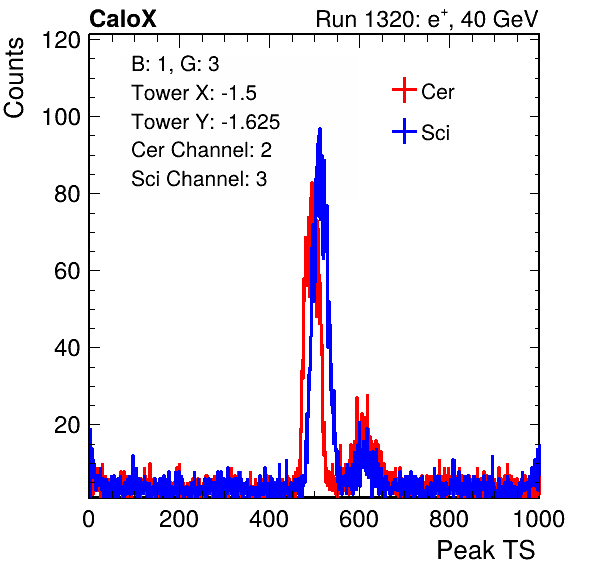 CaloX Run 1320: e⁺, 40 GeV
Counts
B: 1, G: 3
Tower X: -1.5
Tower Y: -1.625
Cer Channel: 2
Sci Channel: 3
Cer
Sci
120
100
80
60
40
20
0 200 400 600 800 1000
Peak TS